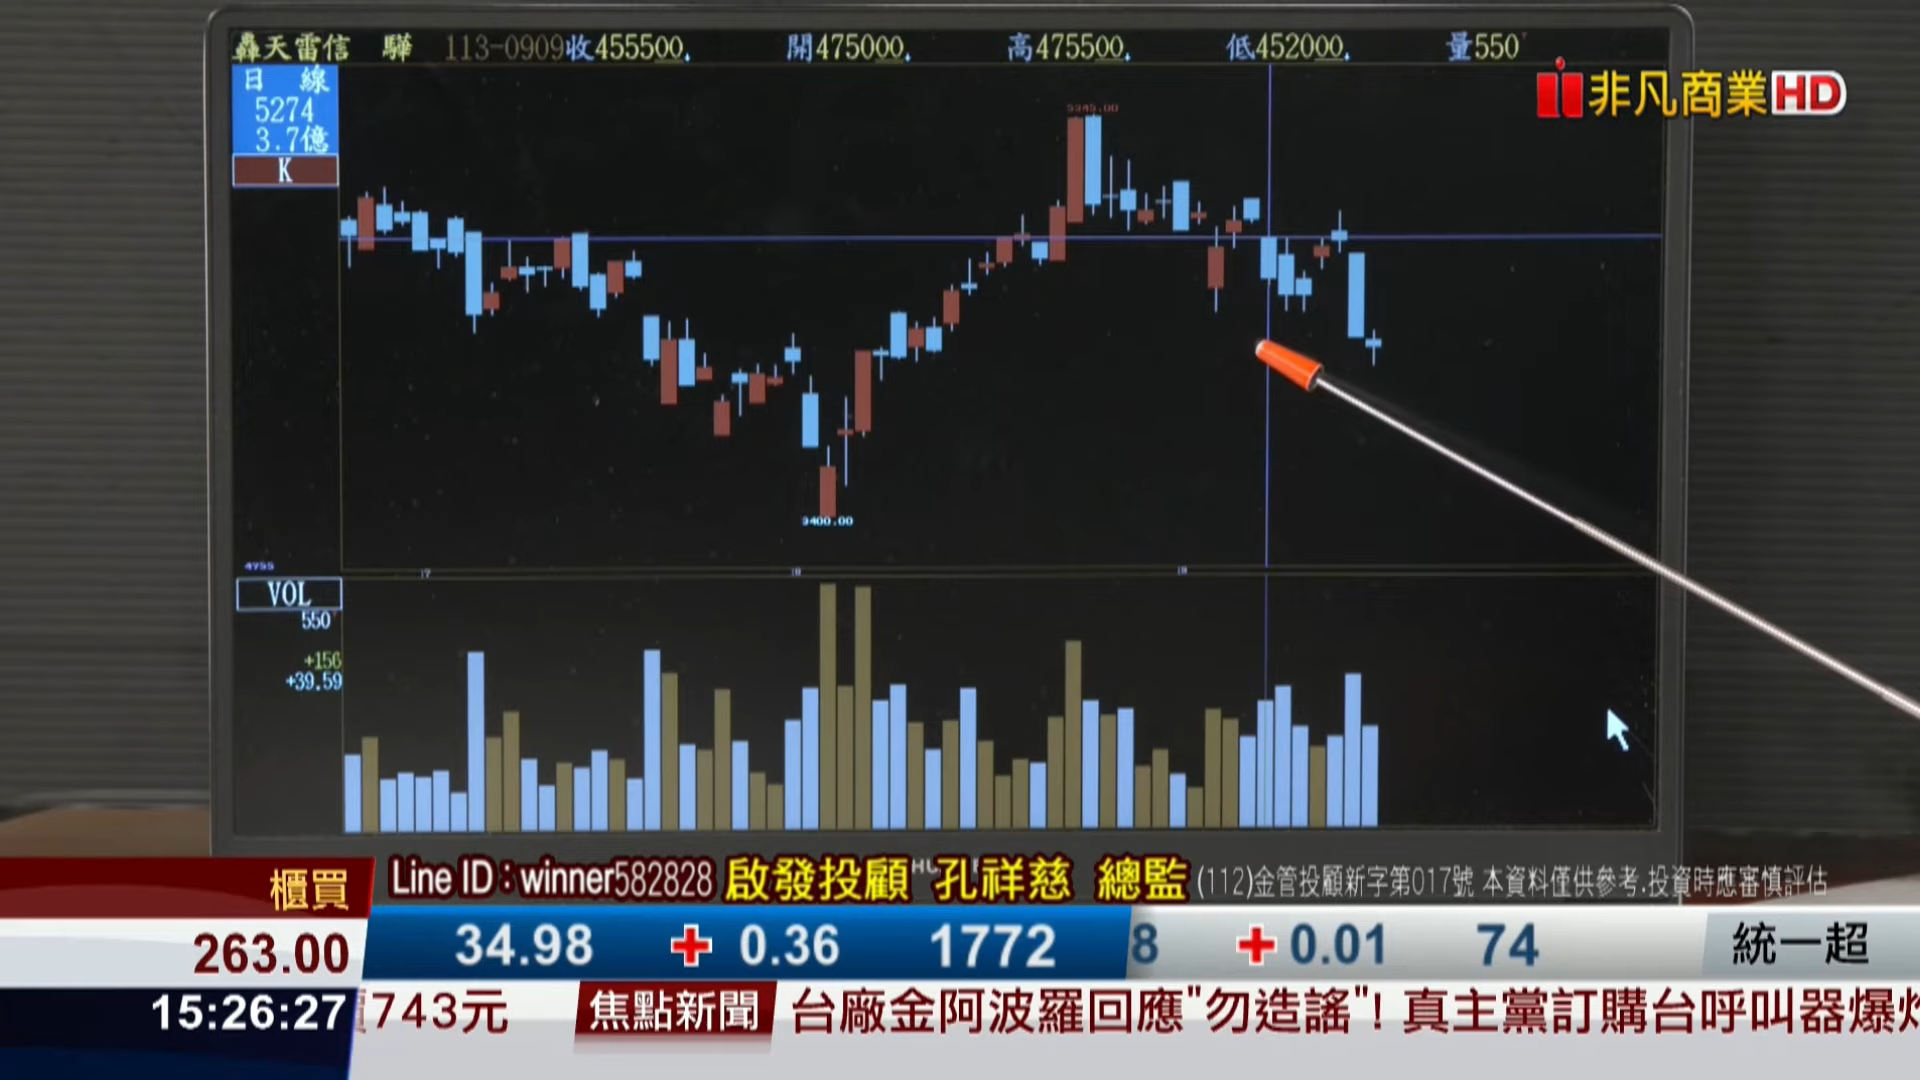 轟天雷信 驊 113-0909收455500 開475000 高475500 低452000 量550
非凡商業HD
日 線
5274
3.7億
K
5245.00
3400.00
4755
7 8 9
VOL
550
+156
+39.59
櫃買
Line ID:winner582828 啟發投顧 孔祥慈 總監 (112)金管投顧新字第017號 本資料僅供參考.投資時應審慎評估
263.00 34.98 + 0.36 1772 8 + 0.01 74 統一超
15:26:27 743元 焦點新聞 台廠金阿波羅回應"勿造謠"! 真主黨訂購台呼叫器爆